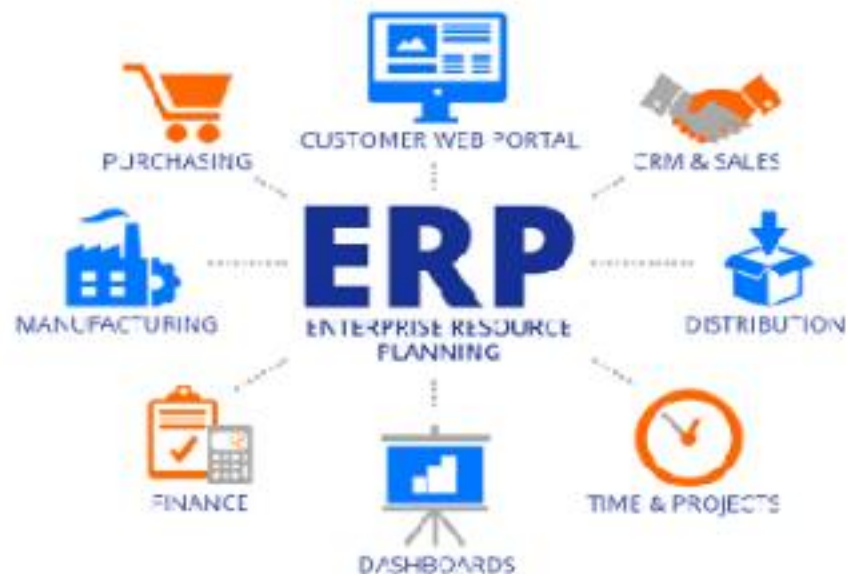 CUSTOMER WEB PORTAL
PURCHASING
CRM & SALES
ERP
ENTERPRISE RESOURCE
PLANNING
MANUFACTURING
DISTRIBUTION
FINANCE
TIME & PROJECTS
DASHBOARDS